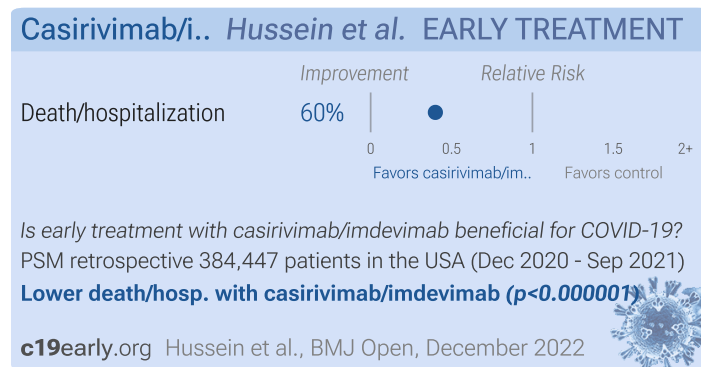 Casirivimab/i.. Hussein et al. EARLY TREATMENT
Improvement Relative Risk
Death/hospitalization 60%
0 0.5 1 1.5 2+
Favors casirivimab/im.. Favors control
Is early treatment with casirivimab/imdevimab beneficial for COVID-19?
PSM retrospective 384,447 patients in the USA (Dec 2020 - Sep 2021)
Lower death/hosp. with casirivimab/imdevimab (p<0.000001)
c19early.org Hussein et al., BMJ Open, December 2022